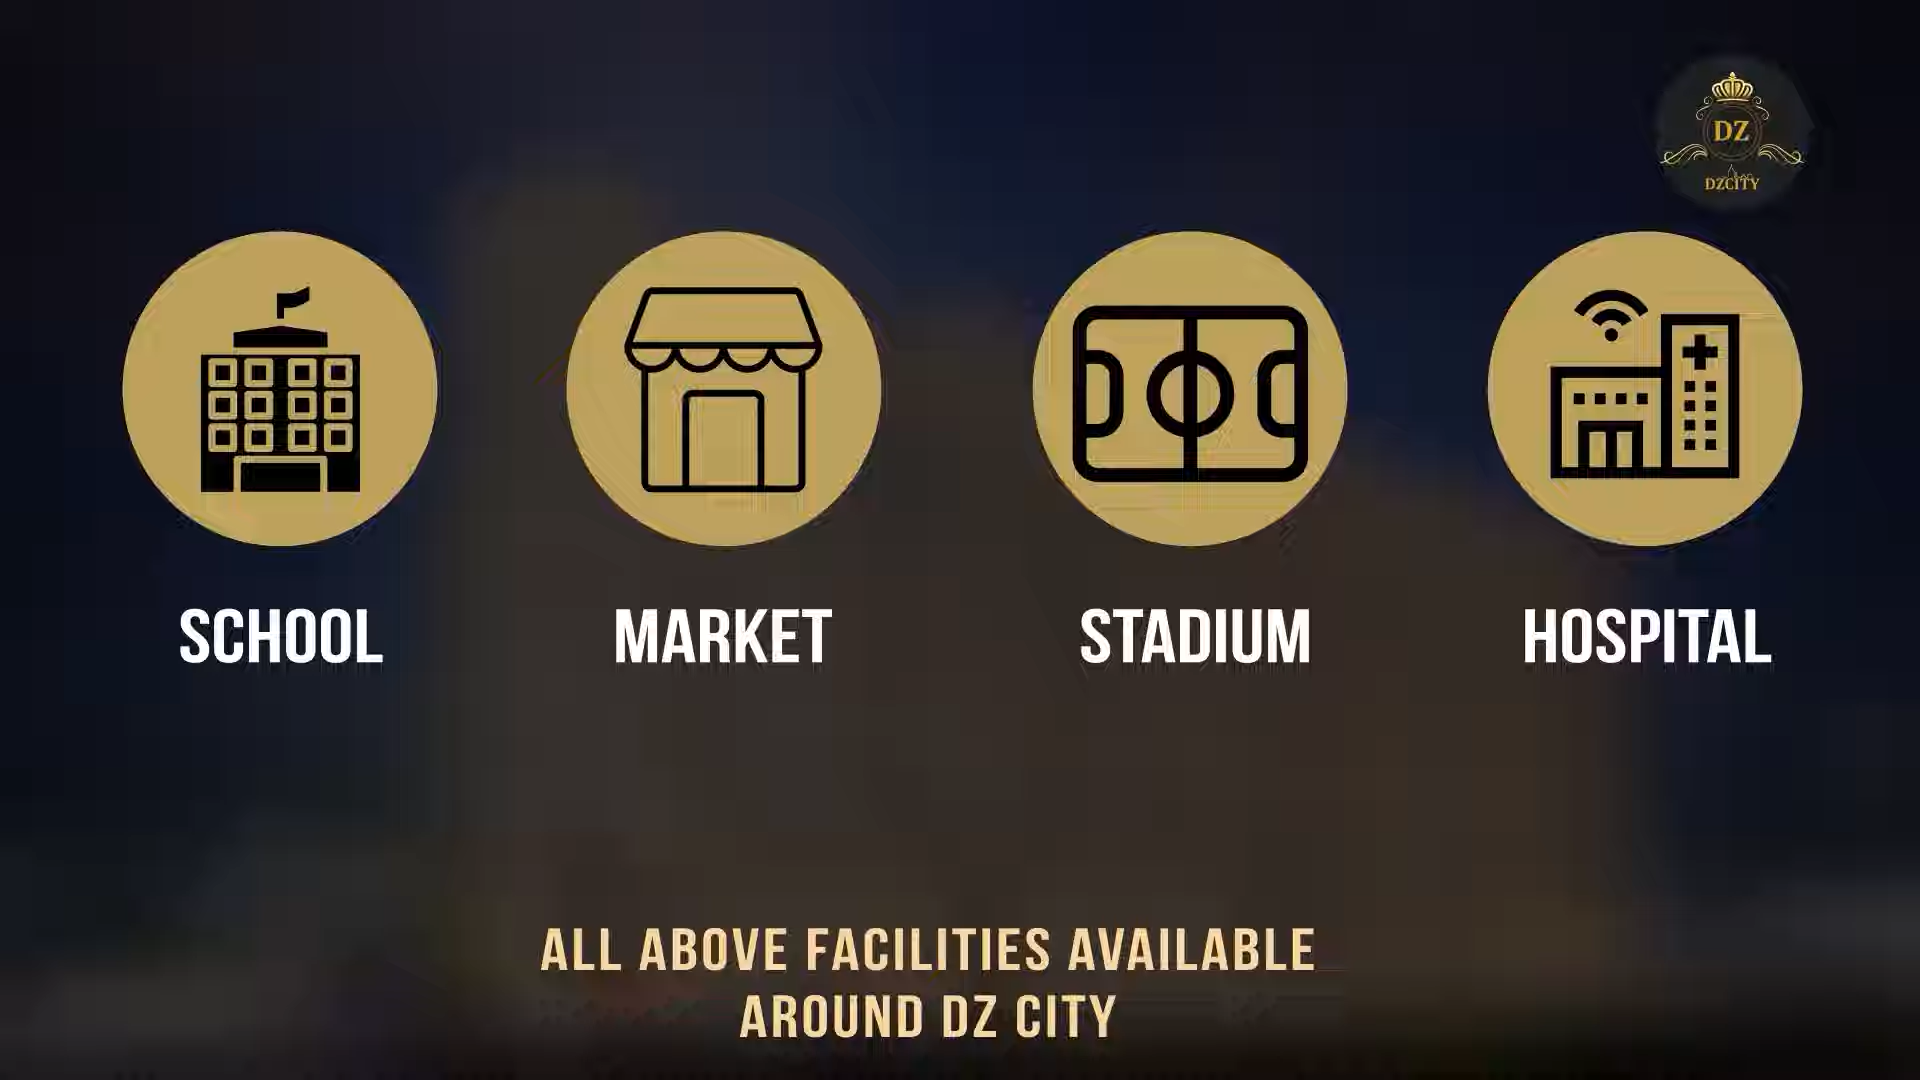 DZ
DZCITY
SCHOOL
MARKET
STADIUM
HOSPITAL
ALL ABOVE FACILITIES AVAILABLE
AROUND DZ CITY